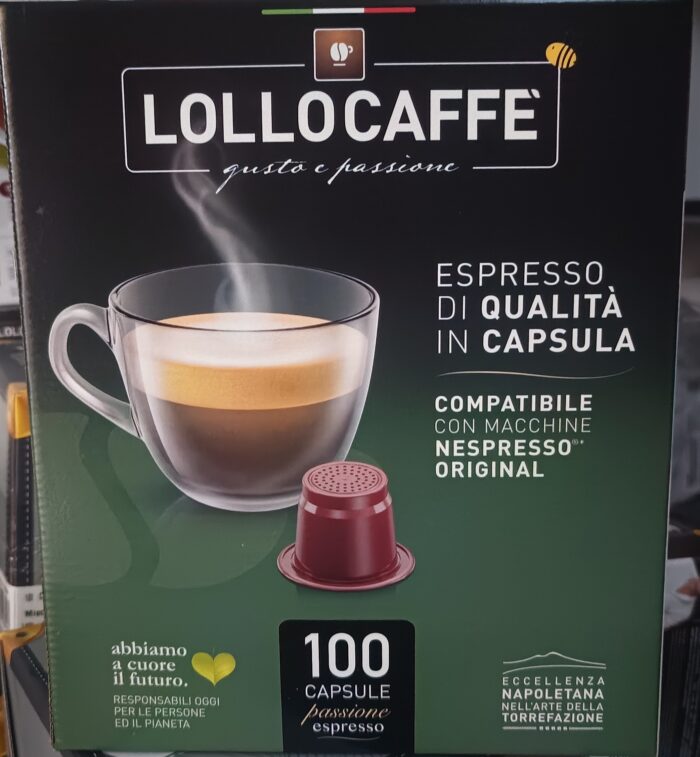 LOLLOCAFFÈ
gusto e passione
ESPRESSO
DI QUALITÀ
IN CAPSULA
COMPATIBILE
CON MACCHINE
NESPRESSO®*
ORIGINAL
abbiamo
a cuore
il futuro.
RESPONSABILI OGGI
PER LE PERSONE
ED IL PIANETA
100
CAPSULE
passione
espresso
ECCELLENZA
NAPOLETANA
NELL'ARTE DELLA
TORREFAZIONE